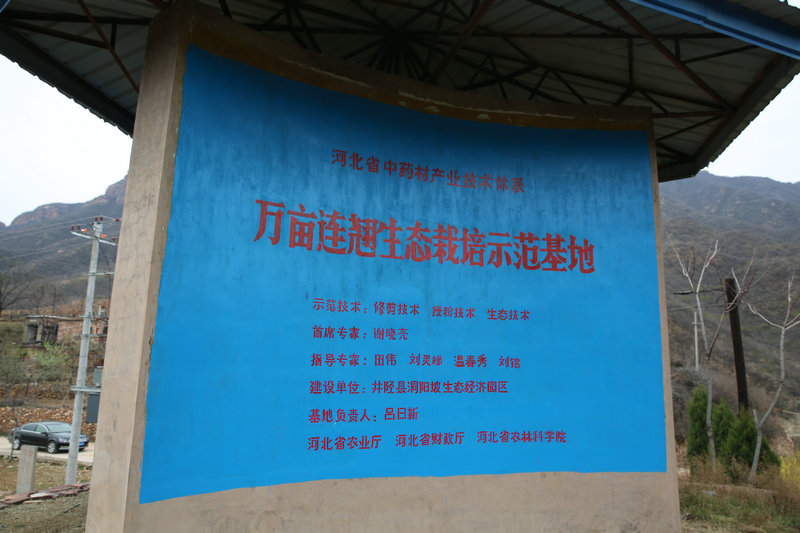 河北省中药材产业技术体系
万亩连翘生态栽培示范基地
示范技术：修剪技术 授粉技术 生态技术
首席专家：谢晓亮
指导专家：田伟 刘灵娣 温春秀 刘铭
建设单位：井陉县洞阳坡生态经济园区
基地负责人：吕日新
河北省农业厅 河北省财政厅 河北省农林科学院